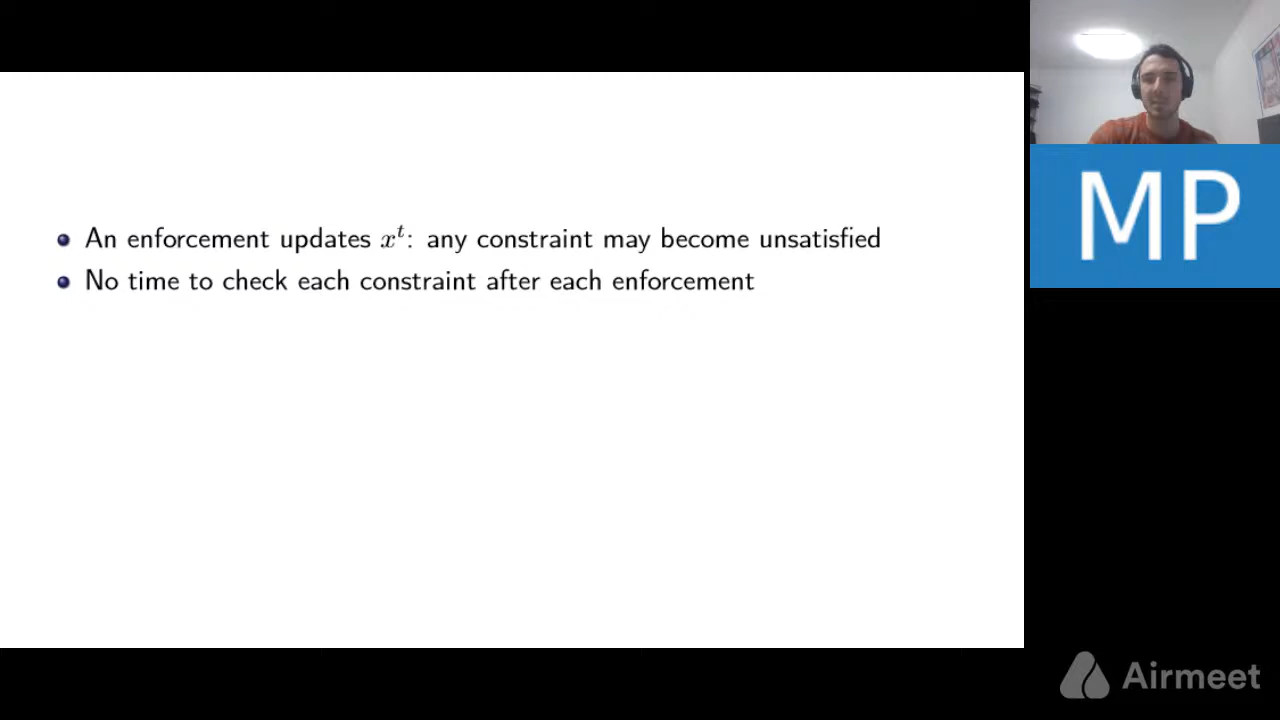 An enforcement updates x^t: any constraint may become unsatisfied
No time to check each constraint after each enforcement
MP
Airmeet